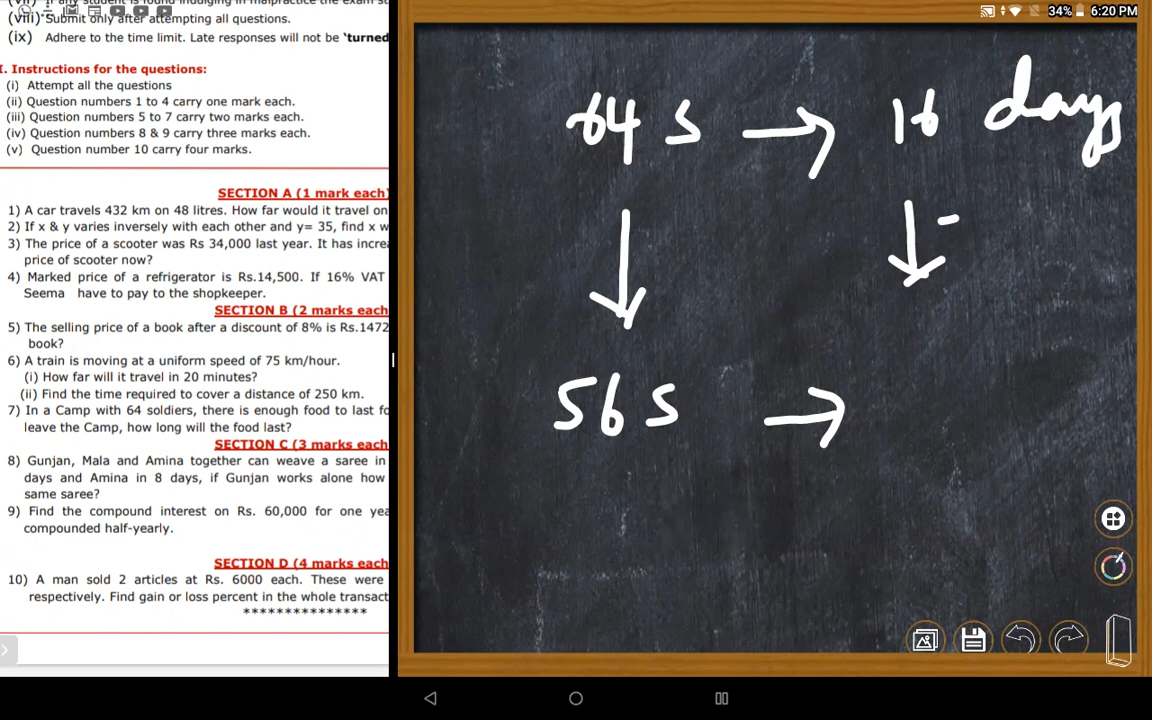 (viii) Submit only after attempting all questions.
(ix) Adhere to the time limit. Late responses will not be 'turned
I. Instructions for the questions:
(i) Attempt all the questions
(ii) Question numbers 1 to 4 carry one mark each.
(iii) Question numbers 5 to 7 carry two marks each.
(iv) Question numbers 8 & 9 carry three marks each.
(v) Question number 10 carry four marks.
SECTION A (1 mark each)
1) A car travels 432 km on 48 litres. How far would it travel on
2) If x & y varies inversely with each other and y= 35, find x w
3) The price of a scooter was Rs 34,000 last year. It has incre
price of scooter now?
4) Marked price of a refrigerator is Rs.14,500. If 16% VAT
Seema have to pay to the shopkeeper.
SECTION B (2 marks each
5) The selling price of a book after a discount of 8% is Rs.1472
book?
6) A train is moving at a uniform speed of 75 km/hour.
(i) How far will it travel in 20 minutes?
(ii) Find the time required to cover a distance of 250 km.
7) In a Camp with 64 soldiers, there is enough food to last fo
leave the Camp, how long will the food last?
SECTION C (3 marks each
8) Gunjan, Mala and Amina together can weave a saree in
days and Amina in 8 days, if Gunjan works alone how
same saree?
9) Find the compound interest on Rs. 60,000 for one yea
compounded half-yearly.
SECTION D (4 marks each
10) A man sold 2 articles at Rs. 6000 each. These were
respectively. Find gain or loss percent in the whole transact
***************
34% 6:20 PM
64 s → 16 days
↓ ↓ -
56 s →